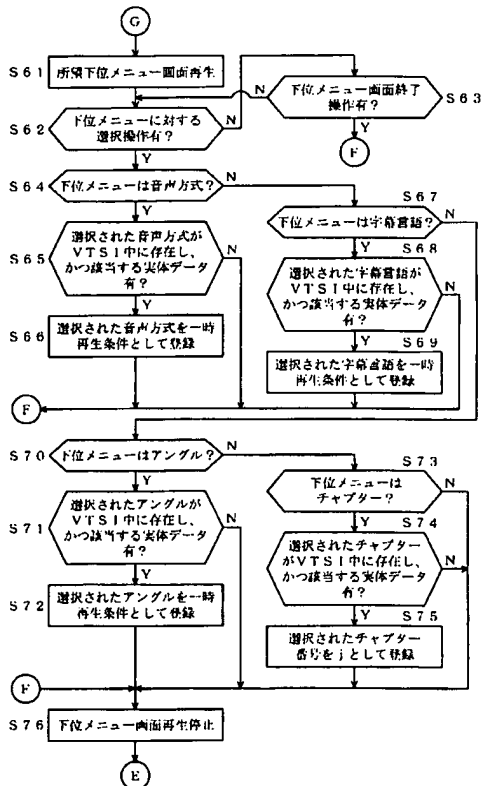 G
S61
所望下位メニュー画面再生
S62
下位メニューに対する
選択操作有?
N
Y
N
下位メニュー画面終了
操作有?
S63
Y
F
S64
下位メニューは音声方式?
N
Y
S65
選択された音声方式が
VTSI中に存在し、
かつ該当する実体データ
有?
N
Y
S66
選択された音声方式を一時
再生条件として登録
S67
下位メニューは字幕言語?
N
Y
S68
選択された字幕言語が
VTSI中に存在し、
かつ該当する実体データ
有?
N
Y
S69
選択された字幕言語を一時
再生条件として登録
F
S70
下位メニューはアングル?
N
Y
S71
選択されたアングルが
VTSI中に存在し、
かつ該当する実体データ
有?
N
Y
S72
選択されたアングルを一時
再生条件として登録
S73
下位メニューは
チャプター?
N
Y
S74
選択されたチャプター
がVTSI中に存在し、
かつ該当する実体データ
有?
N
Y
S75
選択されたチャプター
番号をjとして登録
F
S76
下位メニュー画面再生停止
E